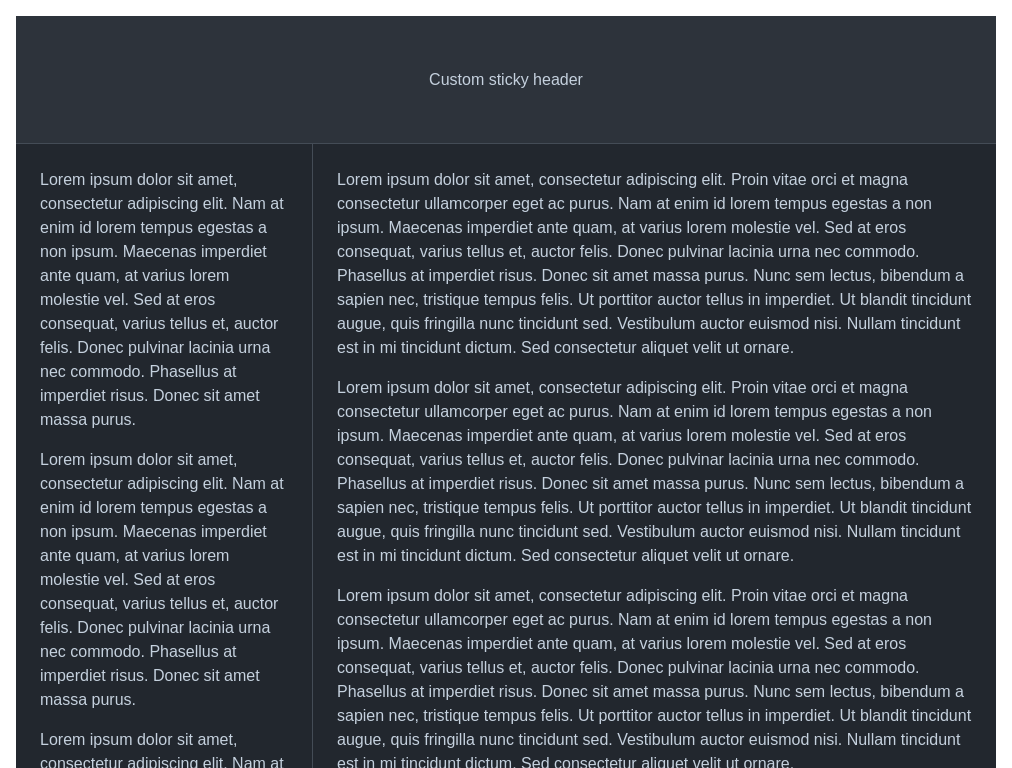 Custom sticky header
Lorem ipsum dolor sit amet,
consectetur adipiscing elit. Nam at
enim id lorem tempus egestas a
non ipsum. Maecenas imperdiet
ante quam, at varius lorem
molestie vel. Sed at eros
consequat, varius tellus et, auctor
felis. Donec pulvinar lacinia urna
nec commodo. Phasellus at
imperdiet risus. Donec sit amet
massa purus.
Lorem ipsum dolor sit amet,
consectetur adipiscing elit. Nam at
enim id lorem tempus egestas a
non ipsum. Maecenas imperdiet
ante quam, at varius lorem
molestie vel. Sed at eros
consequat, varius tellus et, auctor
felis. Donec pulvinar lacinia urna
nec commodo. Phasellus at
imperdiet risus. Donec sit amet
massa purus.
Lorem ipsum dolor sit amet,
consectetur adipiscing elit. Nam at
Lorem ipsum dolor sit amet, consectetur adipiscing elit. Proin vitae orci et magna
consectetur ullamcorper eget ac purus. Nam at enim id lorem tempus egestas a non
ipsum. Maecenas imperdiet ante quam, at varius lorem molestie vel. Sed at eros
consequat, varius tellus et, auctor felis. Donec pulvinar lacinia urna nec commodo.
Phasellus at imperdiet risus. Donec sit amet massa purus. Nunc sem lectus, bibendum a
sapien nec, tristique tempus felis. Ut porttitor auctor tellus in imperdiet. Ut blandit tincidunt
augue, quis fringilla nunc tincidunt sed. Vestibulum auctor euismod nisi. Nullam tincidunt
est in mi tincidunt dictum. Sed consectetur aliquet velit ut ornare.
Lorem ipsum dolor sit amet, consectetur adipiscing elit. Proin vitae orci et magna
consectetur ullamcorper eget ac purus. Nam at enim id lorem tempus egestas a non
ipsum. Maecenas imperdiet ante quam, at varius lorem molestie vel. Sed at eros
consequat, varius tellus et, auctor felis. Donec pulvinar lacinia urna nec commodo.
Phasellus at imperdiet risus. Donec sit amet massa purus. Nunc sem lectus, bibendum a
sapien nec, tristique tempus felis. Ut porttitor auctor tellus in imperdiet. Ut blandit tincidunt
augue, quis fringilla nunc tincidunt sed. Vestibulum auctor euismod nisi. Nullam tincidunt
est in mi tincidunt dictum. Sed consectetur aliquet velit ut ornare.
Lorem ipsum dolor sit amet, consectetur adipiscing elit. Proin vitae orci et magna
consectetur ullamcorper eget ac purus. Nam at enim id lorem tempus egestas a non
ipsum. Maecenas imperdiet ante quam, at varius lorem molestie vel. Sed at eros
consequat, varius tellus et, auctor felis. Donec pulvinar lacinia urna nec commodo.
Phasellus at imperdiet risus. Donec sit amet massa purus. Nunc sem lectus, bibendum a
sapien nec, tristique tempus felis. Ut porttitor auctor tellus in imperdiet. Ut blandit tincidunt
augue, quis fringilla nunc tincidunt sed. Vestibulum auctor euismod nisi. Nullam tincidunt
est in mi tincidunt dictum. Sed consectetur aliquet velit ut ornare.